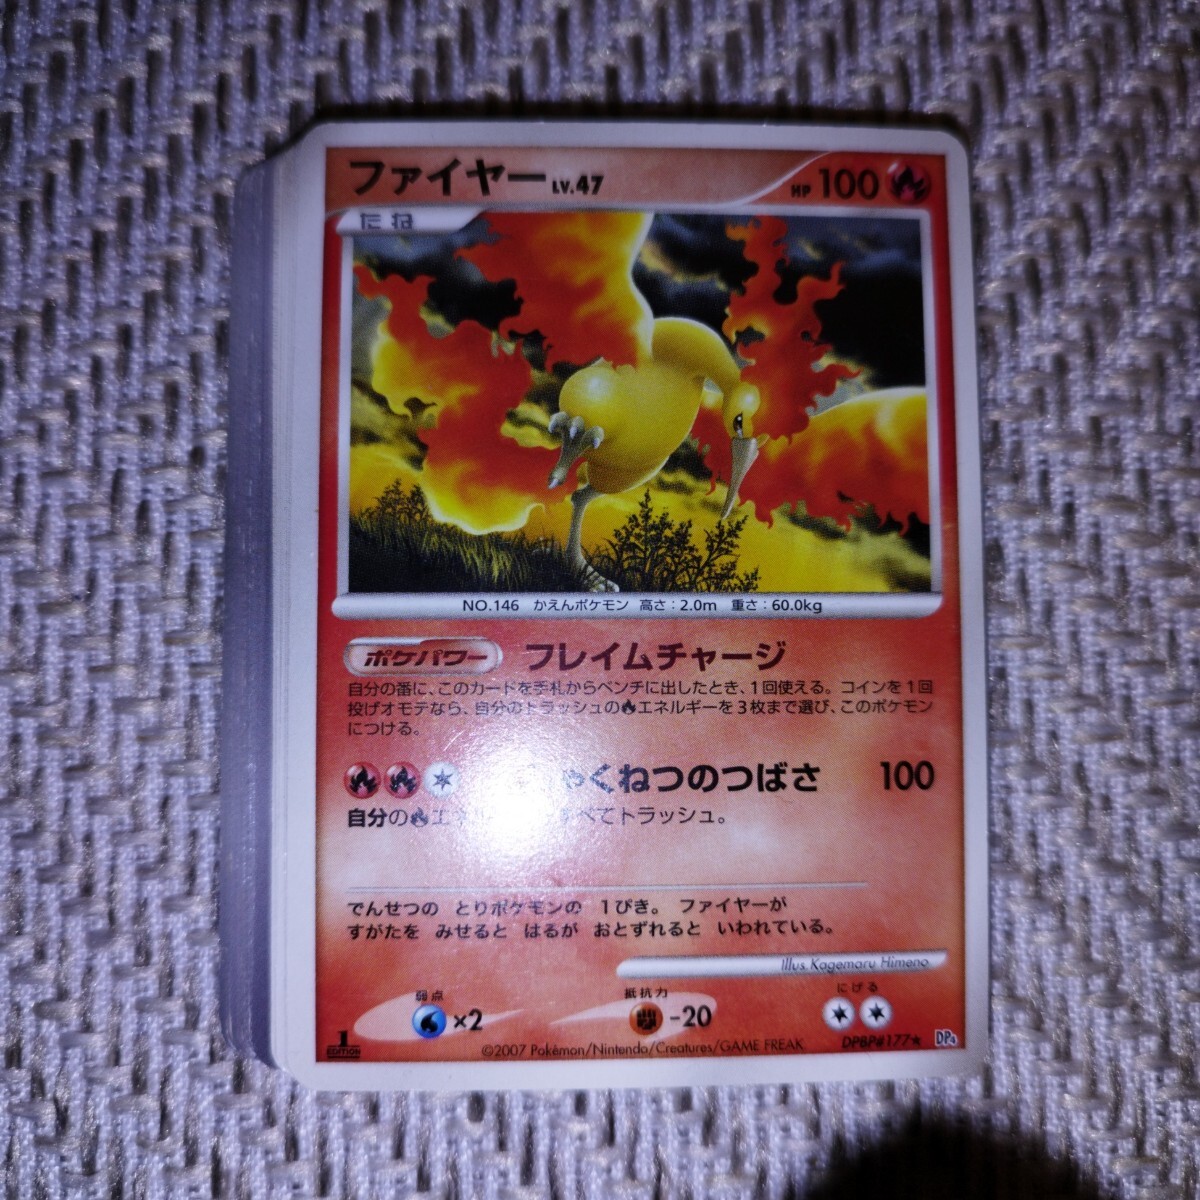 ファイヤー LV.47 HP 100
たね
NO.146 かえんポケモン 高さ：2.0m 重さ：60.0kg
ポケパワー フレイムチャージ
自分の番に、このカードを手札からベンチに出したとき、1回使える。コインを1回
投げオモテなら、自分のトラッシュのエネルギーを3枚まで選び、このポケモン
につける。
ゃくねつのつばさ 100
自分の べてトラッシュ。
でんせつの とりポケモンの 1ぴき。 ファイヤーが
すがたを みせると はるが おとずれると いわれている。
Illus. Kagemaru Himeno
弱点 ×2 抵抗力 -20 にげる
1 EDITION ©2007 Pokémon/Nintendo/Creatures/GAME FREAK. DPBP#177★ DP4